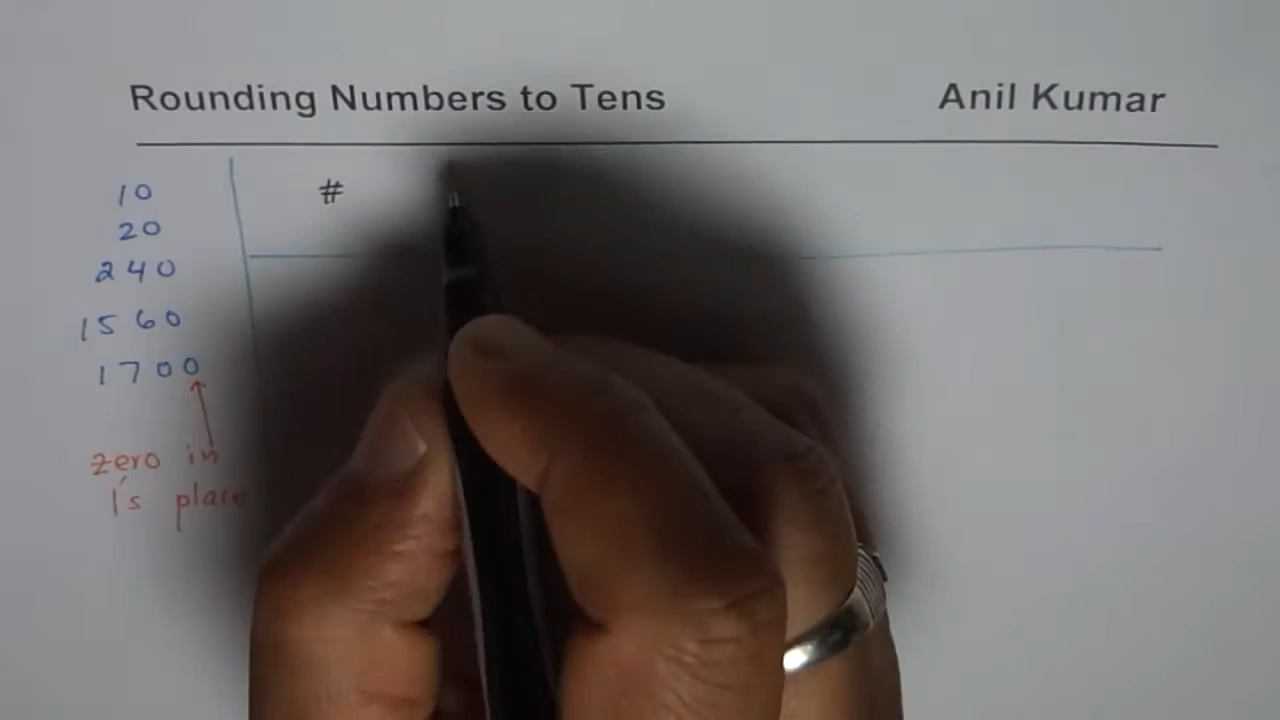 Rounding Numbers to Tens Anil Kumar
10 #
20
240
1560
1700
zero in
1's place